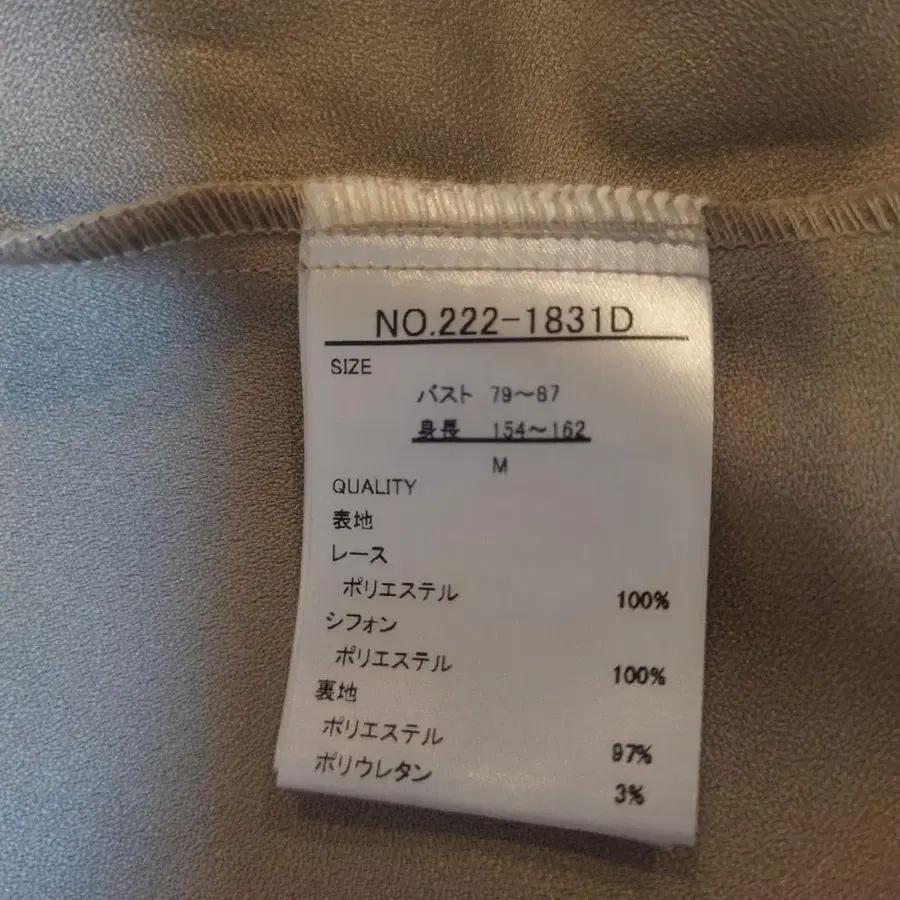 NO.222-1831D
SIZE
バスト 79～87
身長 154～162
M
QUALITY
表地
レース
ポリエステル 100%
シフォン
ポリエステル 100%
裏地
ポリエステル 97%
ポリウレタン 3%